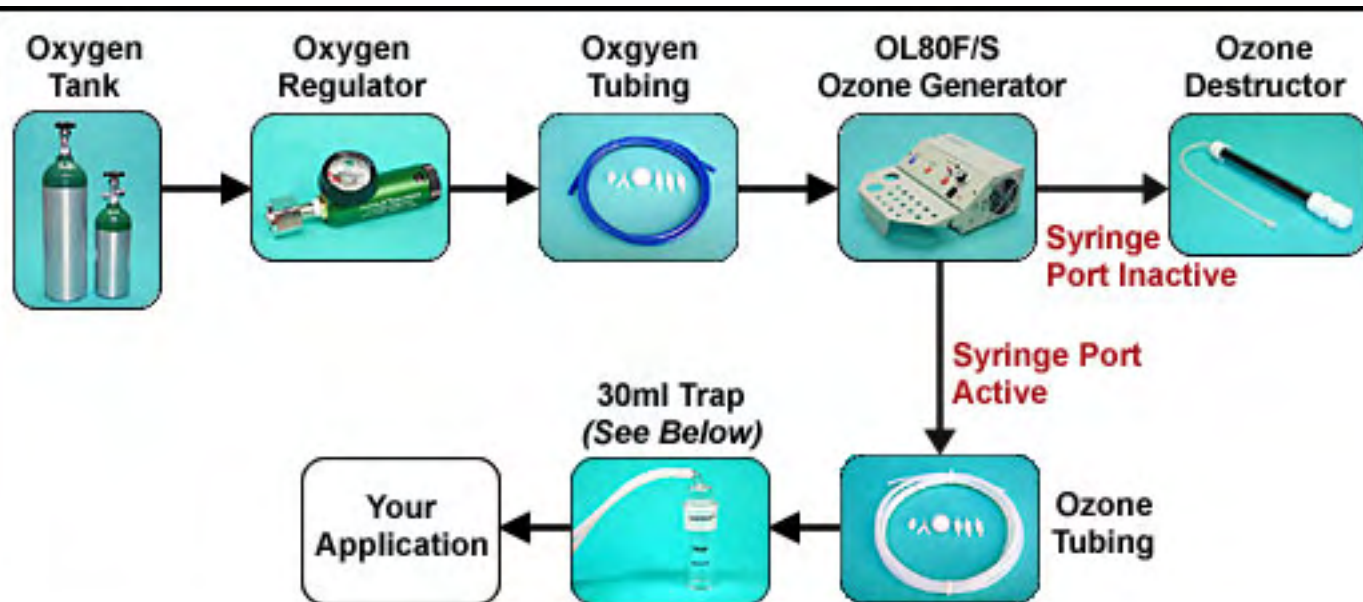 Oxygen
Tank
Oxygen
Regulator
Oxgyen
Tubing
OL80F/S
Ozone Generator
Ozone
Destructor
Syringe
Port Inactive
Syringe Port
Active
30ml Trap
(See Below)
Your
Application
Ozone
Tubing